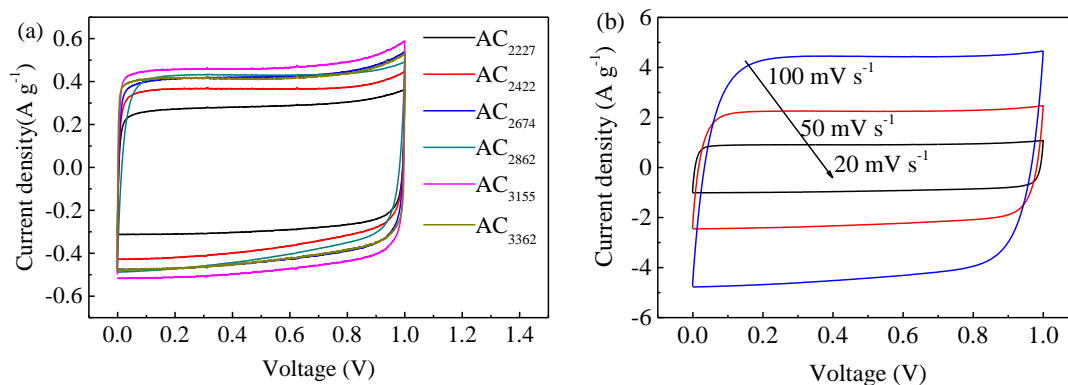 (a)
0.6
0.4
0.2
0.0
-0.2
-0.4
-0.6
Current density(A g-1)
0.0 0.2 0.4 0.6 0.8 1.0 1.2 1.4
Voltage (V)
AC2227
AC2422
AC2674
AC2862
AC3155
AC3362
(b)
6
4
2
0
-2
-4
-6
Current density (A g-1)
100 mV s-1
50 mV s-1
20 mV s-1
0.0 0.2 0.4 0.6 0.8 1.0
Voltage (V)